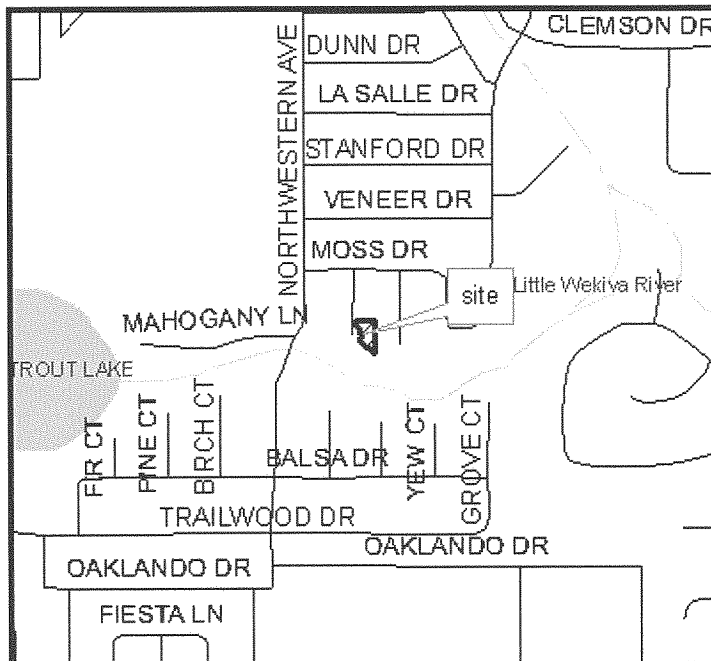 CLEMSON DR
DUNN DR
LA SALLE DR
NORTHWESTERN AVE
STANFORD DR
VENEER DR
MOSS DR
site
Little Wekiva River
MAHOGANY LN
TROUT LAKE
FIR CT
PINE CT
BIRCH CT
BALSA DR
YEW CT
GROVE CT
TRAILWOOD DR
OAKLANDO DR
OAKLANDO DR
FIESTA LN